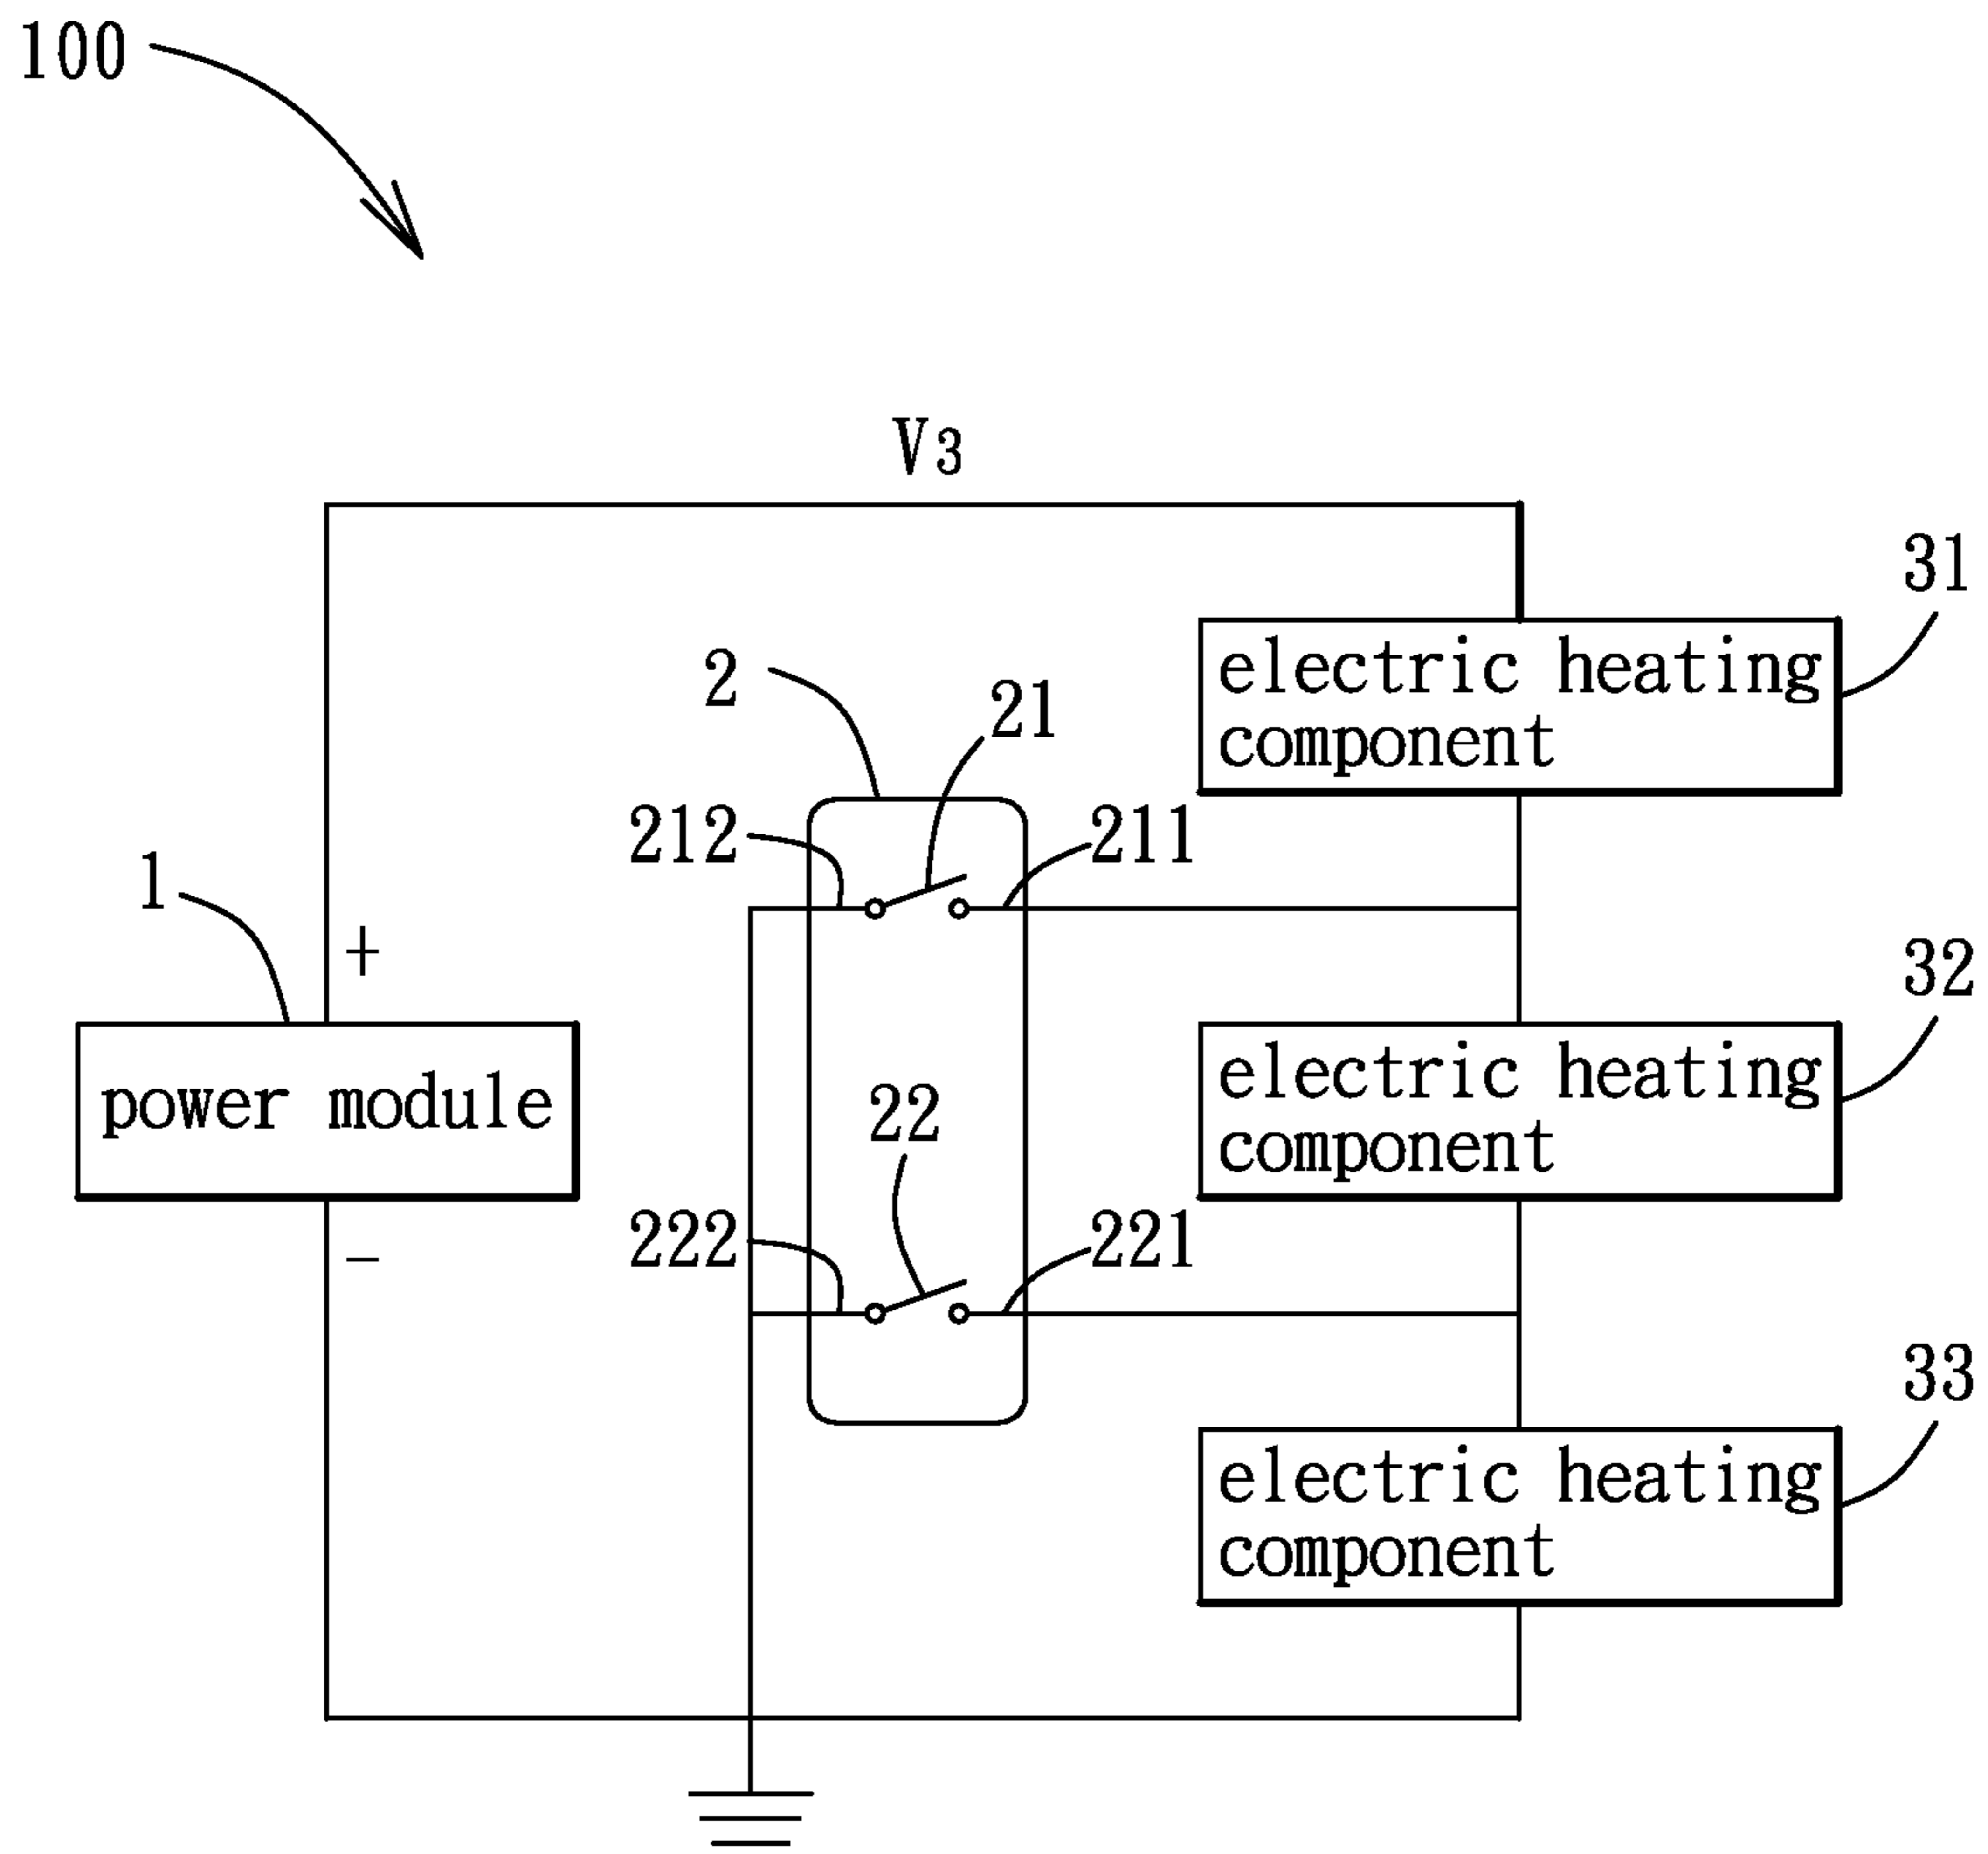 100
V3
31
electric heating
component
2
21
212
211
1
+
32
electric heating
component
power module
22
222
221
−
33
electric heating
component